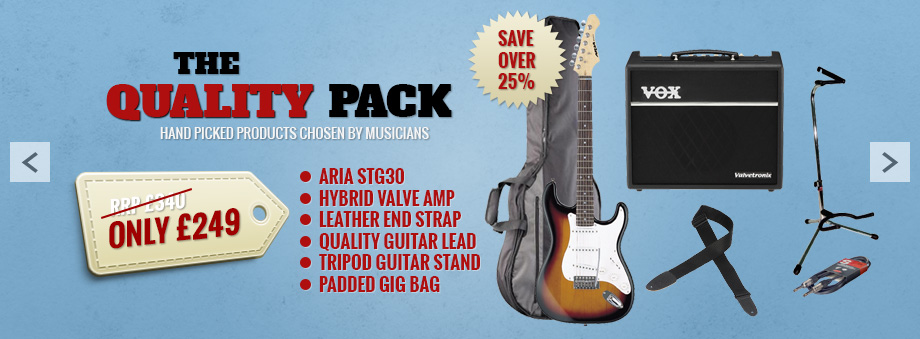 THE
QUALITY PACK
HAND PICKED PRODUCTS CHOSEN BY MUSICIANS
SAVE
OVER
25%
RRP £340
ONLY £249
ARIA STG30
HYBRID VALVE AMP
LEATHER END STRAP
QUALITY GUITAR LEAD
TRIPOD GUITAR STAND
PADDED GIG BAG
VOX
Valvetronix